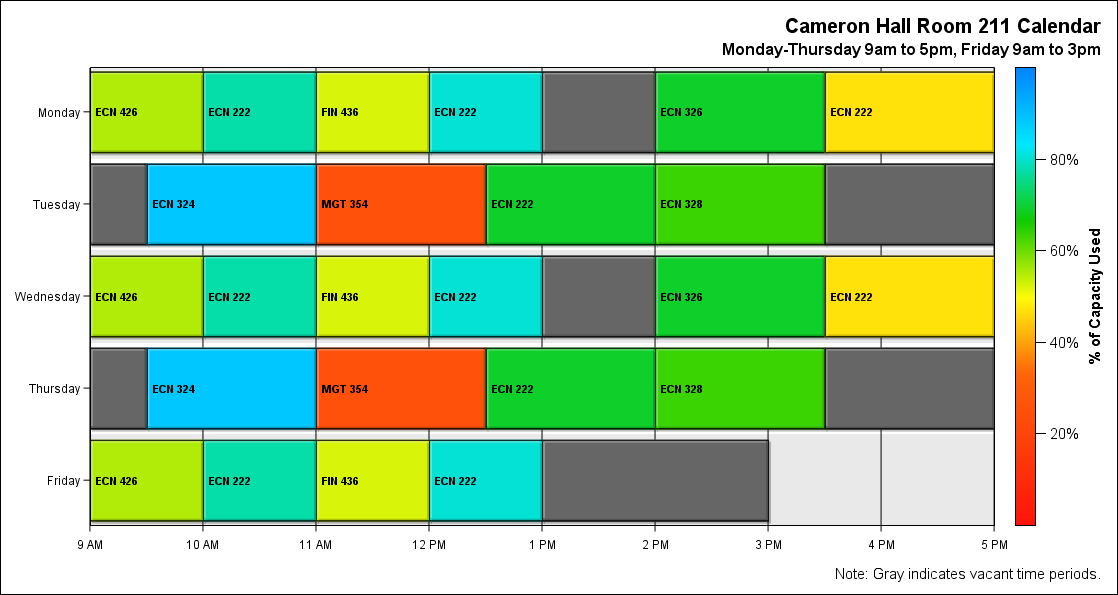 Cameron Hall Room 211 Calendar
Monday-Thursday 9am to 5pm, Friday 9am to 3pm
Monday
ECN 426
ECN 222
FIN 436
ECN 222
ECN 326
ECN 222
Tuesday
ECN 324
MGT 354
ECN 222
ECN 328
Wednesday
ECN 426
ECN 222
FIN 436
ECN 222
ECN 326
ECN 222
Thursday
ECN 324
MGT 354
ECN 222
ECN 328
Friday
ECN 426
ECN 222
FIN 436
ECN 222
9 AM
10 AM
11 AM
12 PM
1 PM
2 PM
3 PM
4 PM
5 PM
80%
60%
40%
20%
% of Capacity Used
Note: Gray indicates vacant time periods.